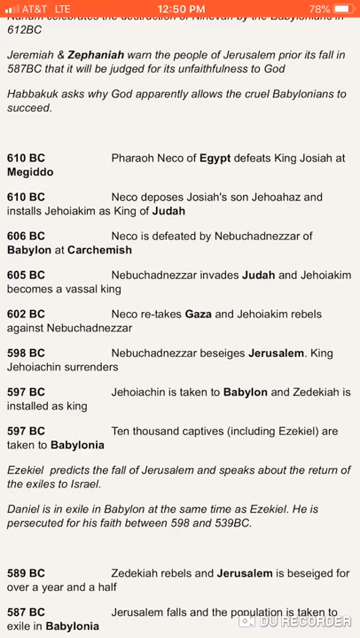 AT&T LTE 12:50 PM 78%
612BC
Jeremiah & Zephaniah warn the people of Jerusalem prior its fall in
587BC that it will be judged for its unfaithfulness to God
Habbakuk asks why God apparently allows the cruel Babylonians to
succeed.
610 BC Pharaoh Neco of Egypt defeats King Josiah at
Megiddo
610 BC Neco deposes Josiah's son Jehoahaz and
installs Jehoiakim as King of Judah
606 BC Neco is defeated by Nebuchadnezzar of
Babylon at Carchemish
605 BC Nebuchadnezzar invades Judah and Jehoiakim
becomes a vassal king
602 BC Neco re-takes Gaza and Jehoiakim rebels
against Nebuchadnezzar
598 BC Nebuchadnezzar beseiges Jerusalem. King
Jehoiachin surrenders
597 BC Jehoiachin is taken to Babylon and Zedekiah is
installed as king
597 BC Ten thousand captives (including Ezekiel) are
taken to Babylonia
Ezekiel predicts the fall of Jerusalem and speaks about the return of
the exiles to Israel.
Daniel is in exile in Babylon at the same time as Ezekiel. He is
persecuted for his faith between 598 and 539BC.
589 BC Zedekiah rebels and Jerusalem is beseiged for
over a year and a half
587 BC Jerusalem falls and the population is taken to
exile in Babylonia
DU RECORDER